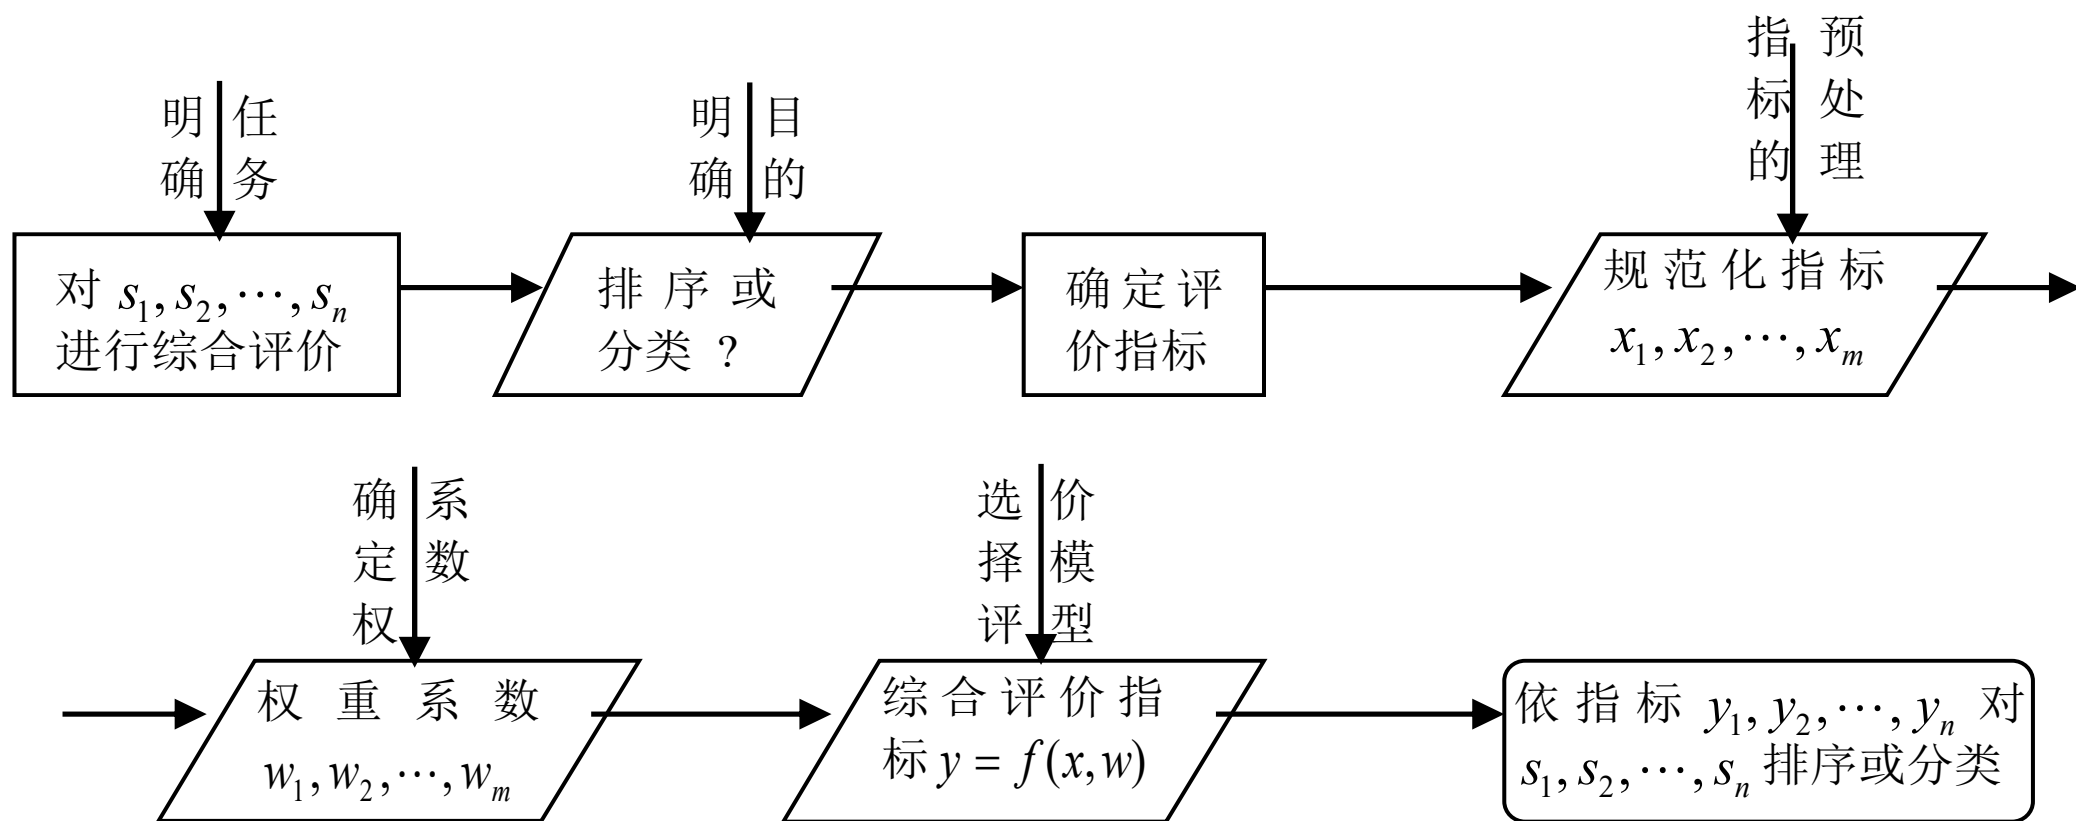 明确任务
明确目的
指标的预处理
对 s₁, s₂, ⋯, sₙ
进行综合评价
排序或
分类？
确定评
价指标
规范化指标
x₁, x₂, ⋯, xₘ
确定权系数
选择评价模型
权重系数
w₁, w₂, ⋯, wₘ
综合评价指
标 y = f(x, w)
依指标 y₁, y₂, ⋯, yₙ 对
s₁, s₂, ⋯, sₙ 排序或分类